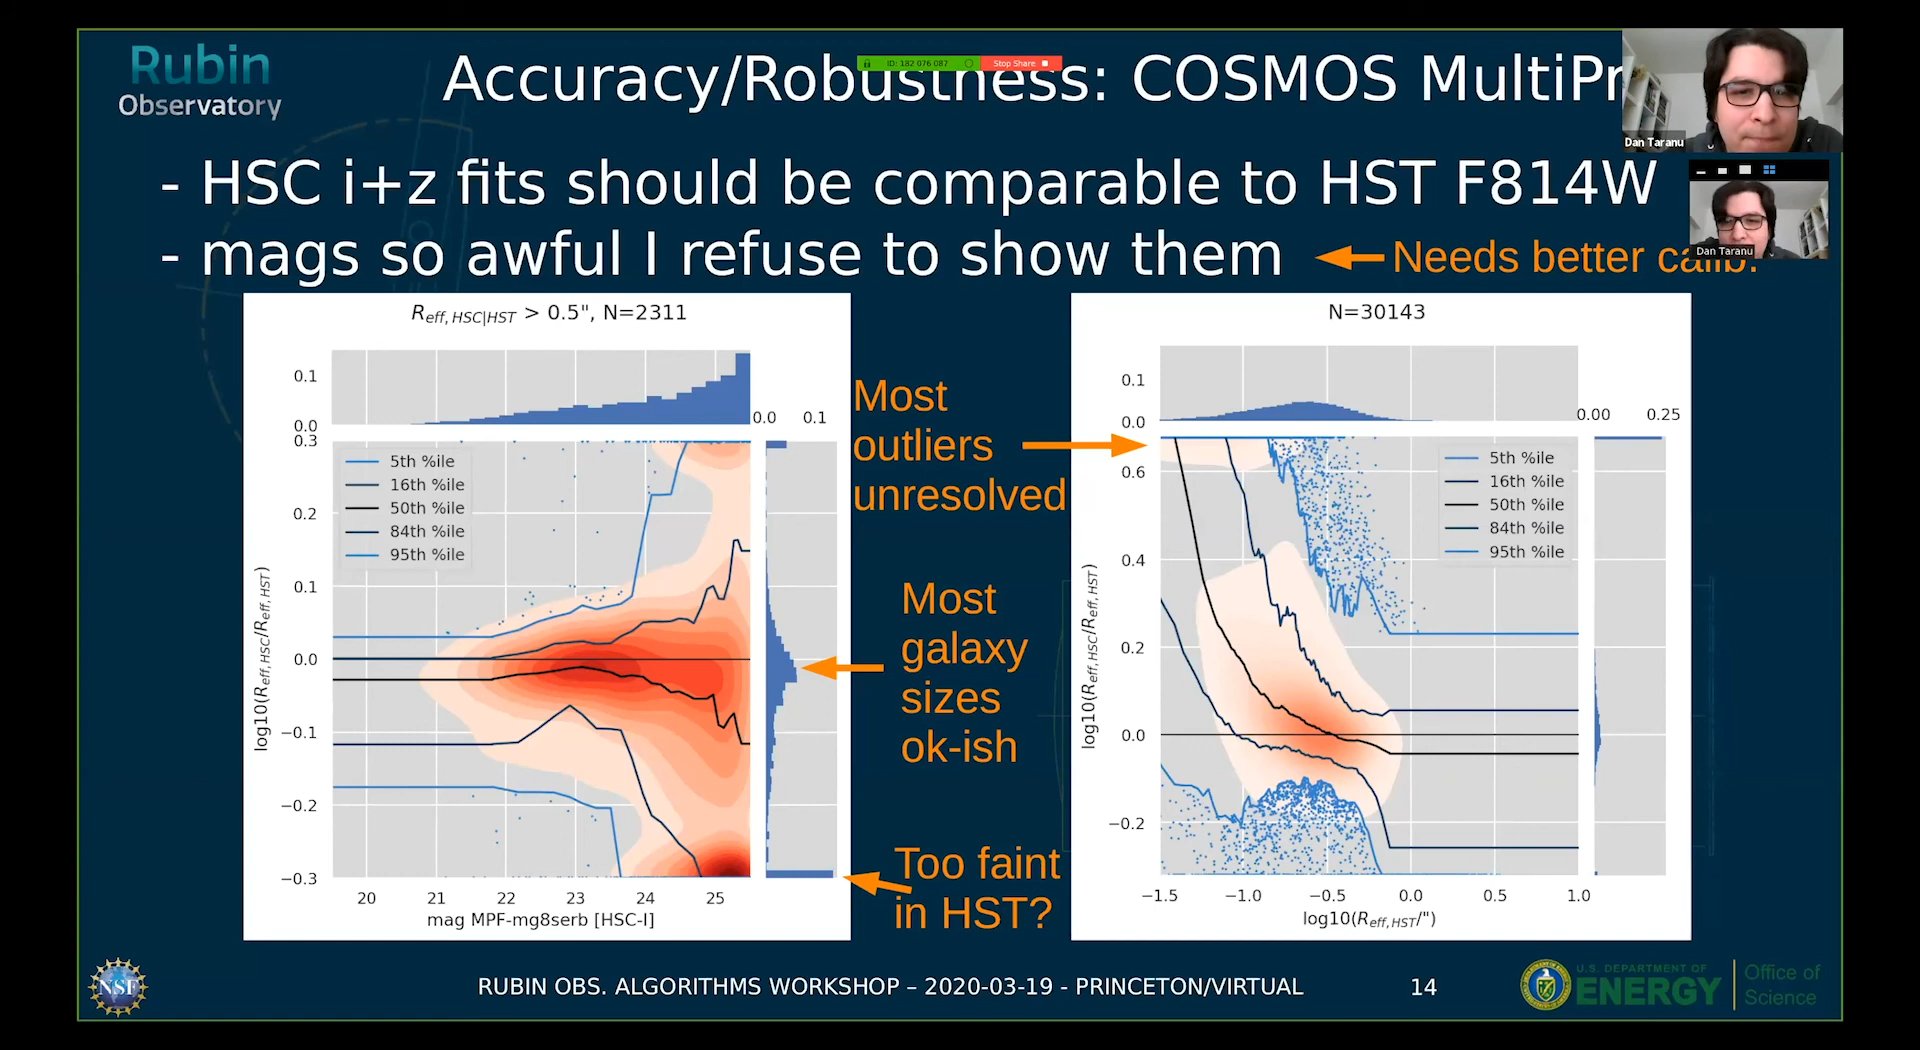 Rubin
Observatory
Accuracy/Robustness: COSMOS MultiPr
ID: 182 076 087
Stop Share
Dan Taranu
Dan Taranu
- HSC i+z fits should be comparable to HST F814W
- mags so awful I refuse to show them
Needs better calib.
R_eff,HSC|HST > 0.5", N=2311
0.1
0.0
0.0 0.1
0.3
0.2
0.1
0.0
−0.1
−0.2
−0.3
5th %ile
16th %ile
50th %ile
84th %ile
95th %ile
log10(R_eff,HSC/R_eff,HST)
20 21 22 23 24 25
mag MPF-mg8serb [HSC-I]
Most
outliers
unresolved
Most
galaxy
sizes
ok-ish
Too faint
in HST?
N=30143
0.1
0.0
0.00 0.25
0.6
0.4
0.2
0.0
−0.2
5th %ile
16th %ile
50th %ile
84th %ile
95th %ile
log10(R_eff,HSC/R_eff,HST)
−1.5 −1.0 −0.5 0.0 0.5 1.0
log10(R_eff,HST/")
NSF
RUBIN OBS. ALGORITHMS WORKSHOP – 2020-03-19 - PRINCETON/VIRTUAL
14
U.S. DEPARTMENT OF
ENERGY
Office of
Science